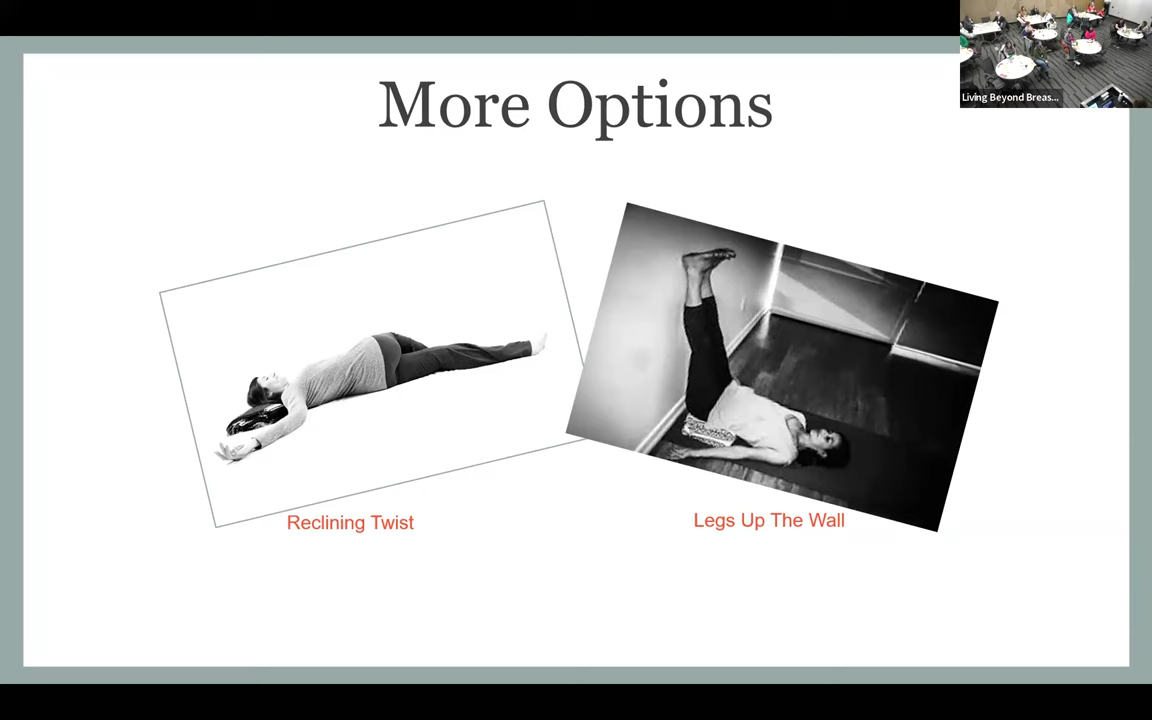 More Options
Living Beyond Breas...
Reclining Twist
Legs Up The Wall